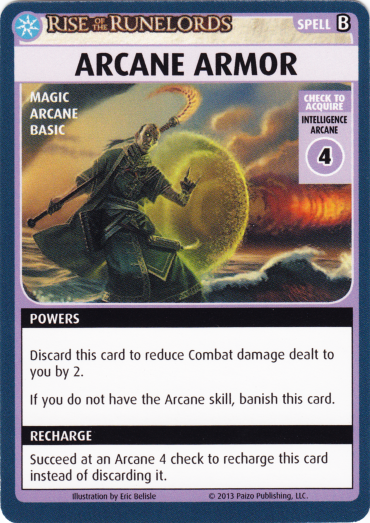 RISE OF THE RUNELORDS
SPELL B
ARCANE ARMOR
MAGIC
ARCANE
BASIC
CHECK TO
ACQUIRE
INTELLIGENCE
ARCANE
4
POWERS
Discard this card to reduce Combat damage dealt to
you by 2.
If you do not have the Arcane skill, banish this card.
RECHARGE
Succeed at an Arcane 4 check to recharge this card
instead of discarding it.
Illustration by Eric Belisle © 2013 Paizo Publishing, LLC.